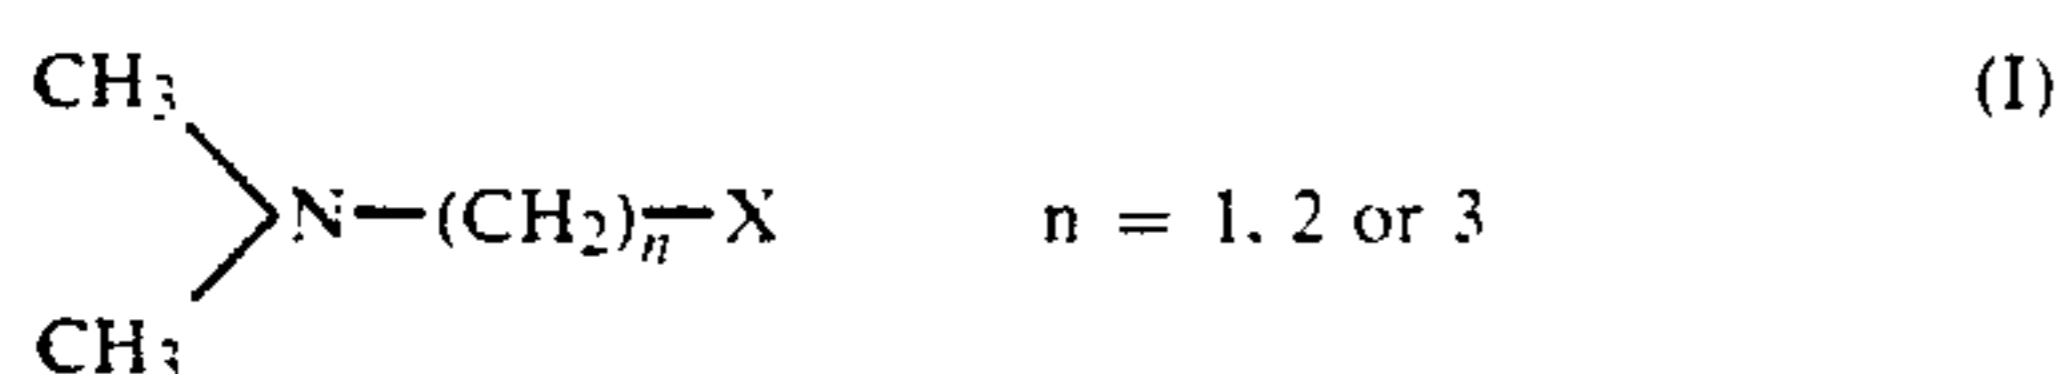 CH3 (I)
N—(CH2)n—X n = 1. 2 or 3
CH3